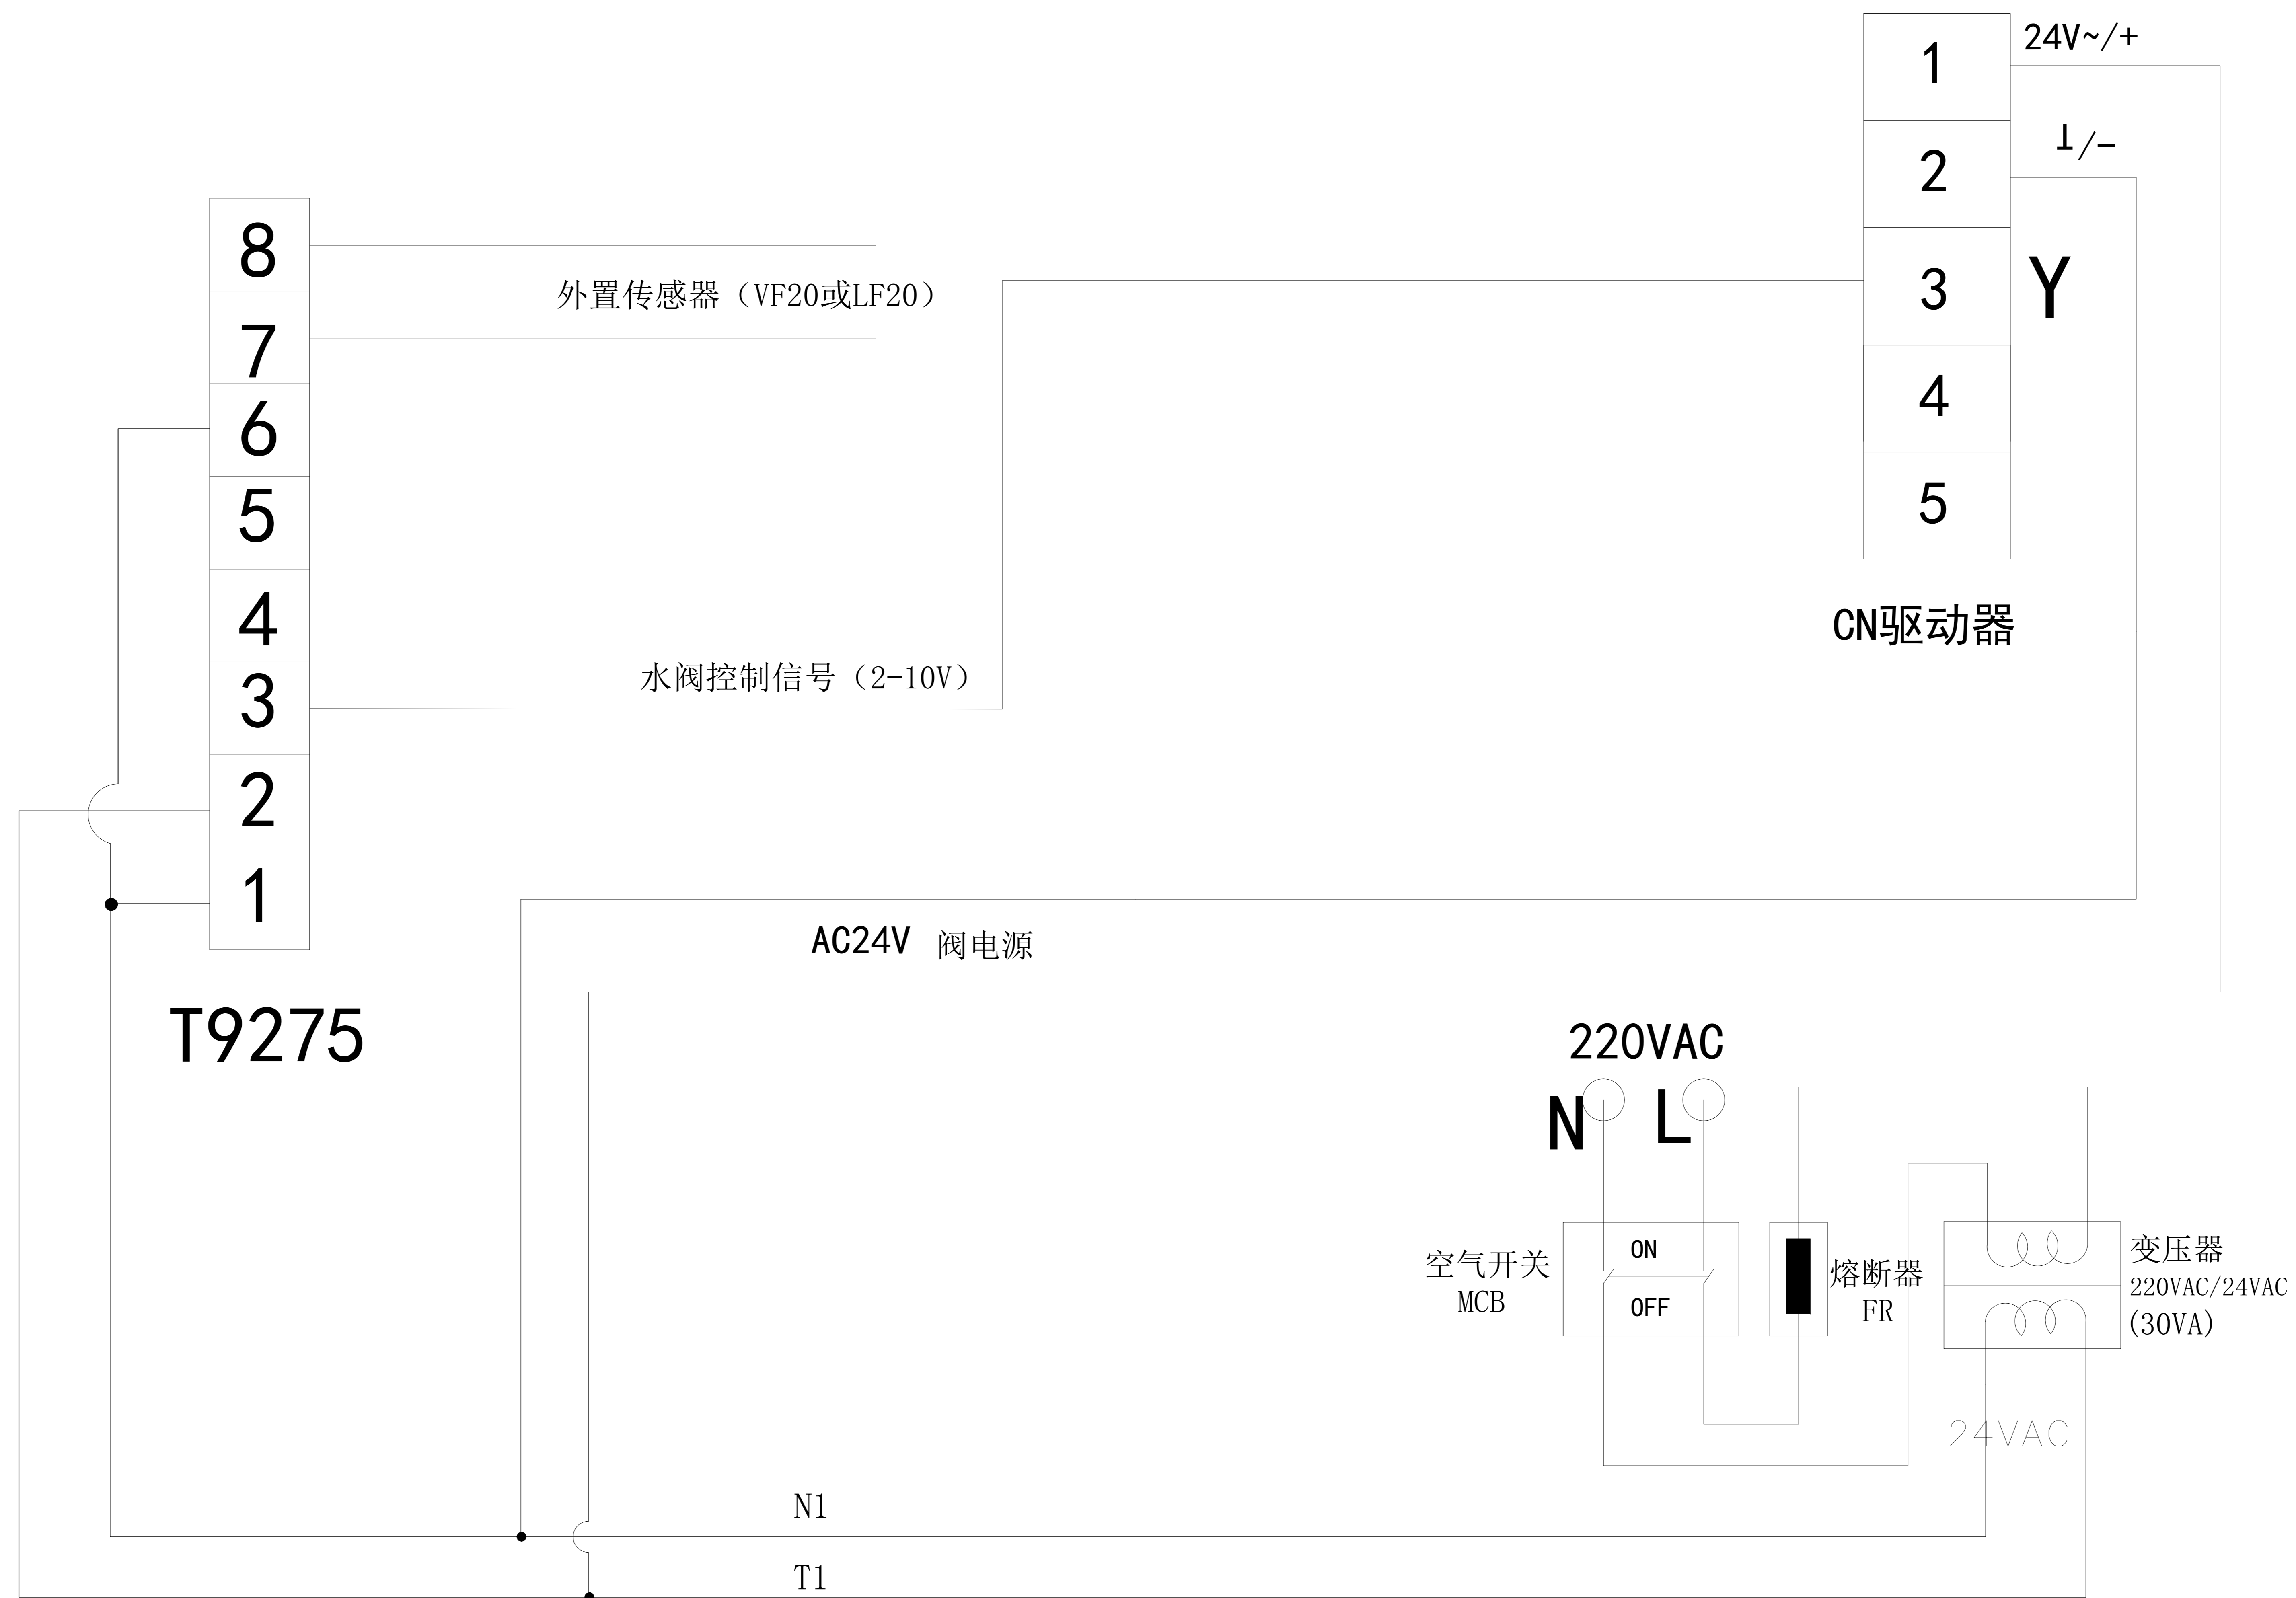 24V~/+
1
⊥/-
2
Y
3
4
5
CN驱动器
8
外置传感器（VF20或LF20）
7
6
5
4
水阀控制信号（2-10V）
3
2
1
T9275
AC24V 阀电源
220VAC
N L
空气开关
MCB
ON
OFF
熔断器
FR
变压器
220VAC/24VAC
(30VA)
24VAC
N1
T1